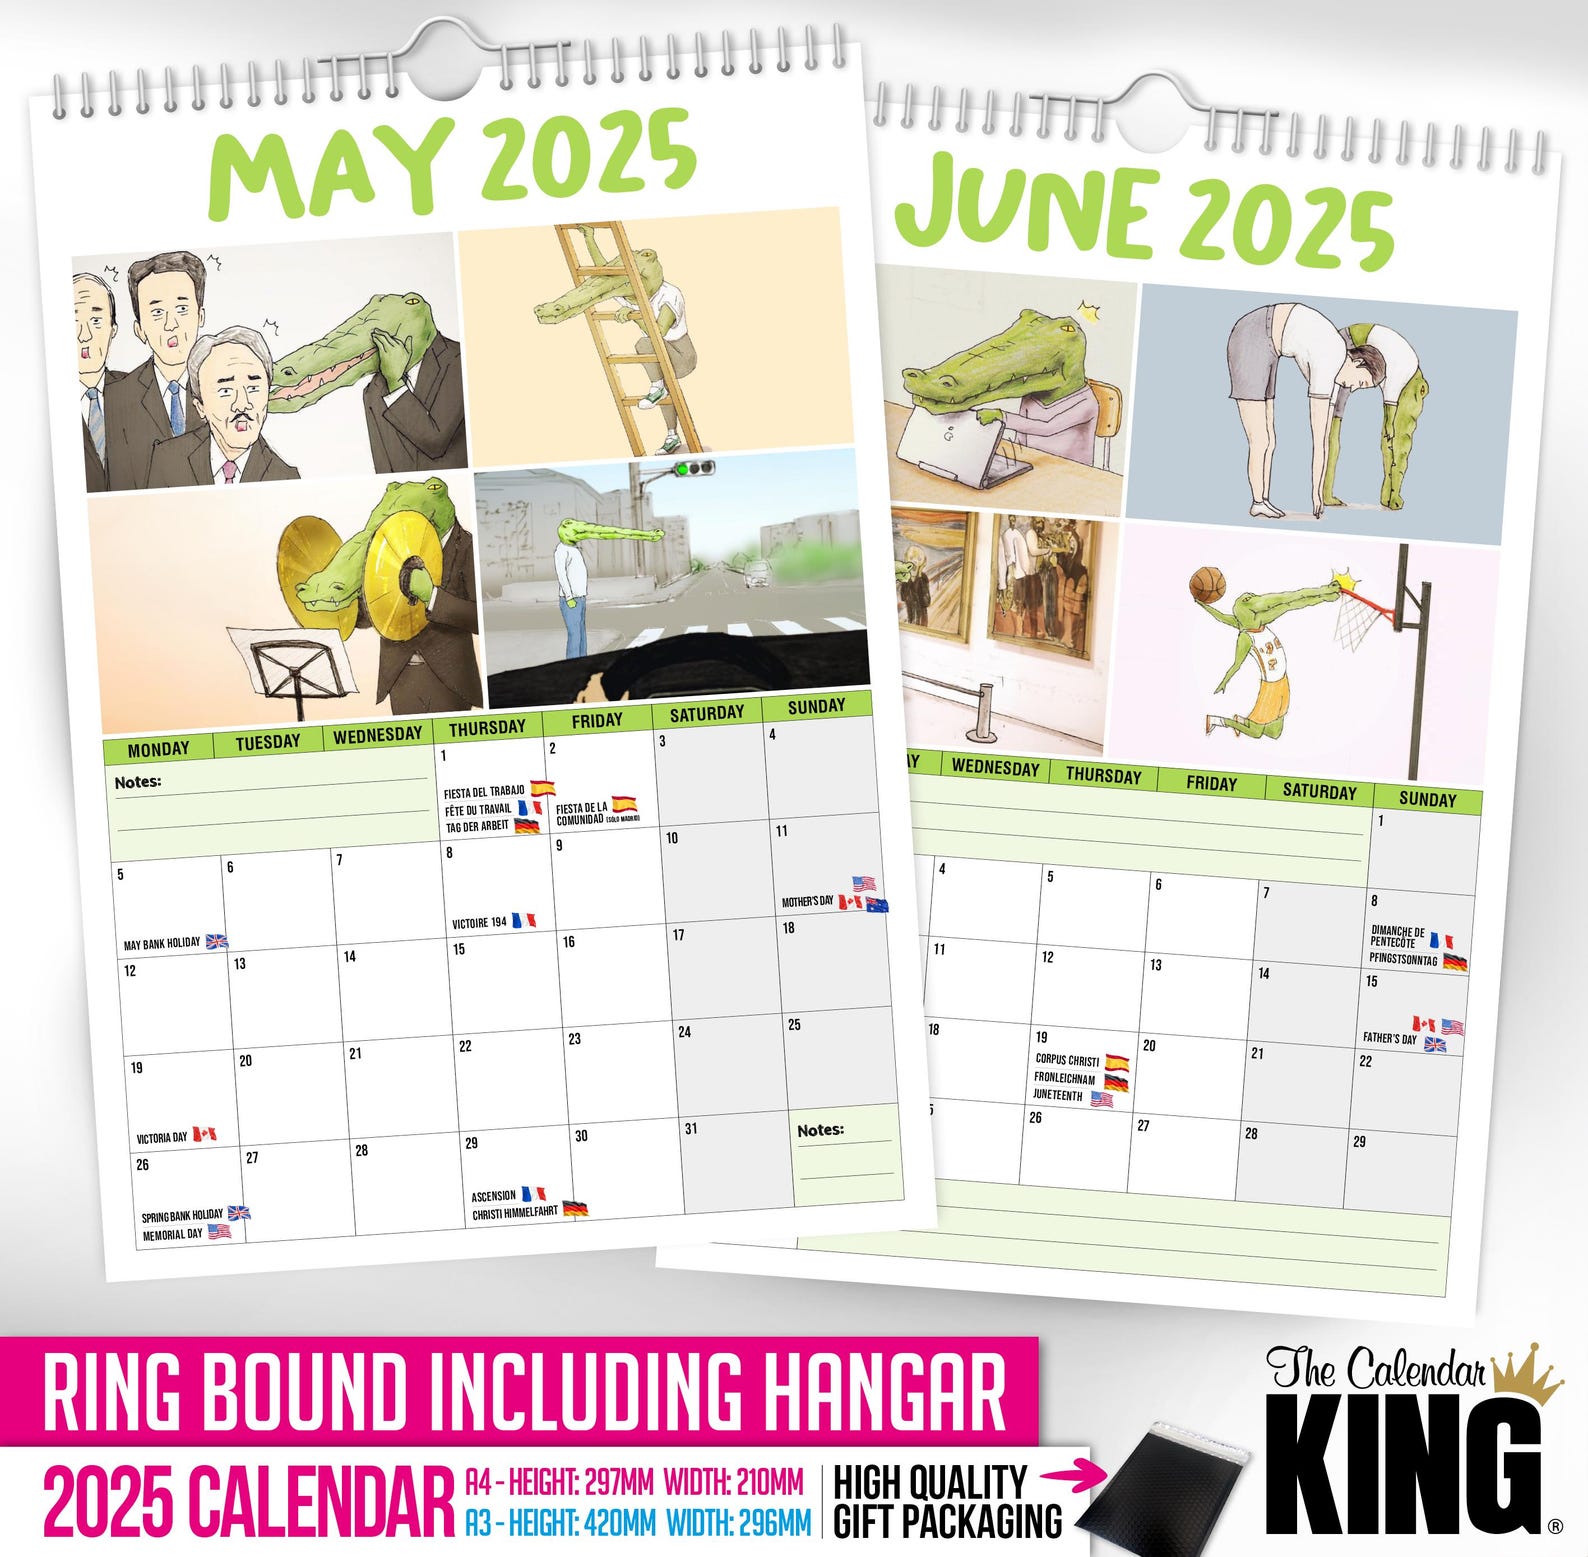 MAY 2025
MONDAY TUESDAY WEDNESDAY THURSDAY FRIDAY SATURDAY SUNDAY
Notes:
1
FIESTA DEL TRABAJO
FÊTE DU TRAVAIL
TAG DER ARBEIT
2
FIESTA DE LA
COMUNIDAD (SÓLO MADRID)
3
4
5
MAY BANK HOLIDAY
6
7
8
VICTOIRE 194
9
10
11
MOTHER'S DAY
12
13
14
15
16
17
18
19
VICTORIA DAY
20
21
22
23
24
25
26
SPRING BANK HOLIDAY
MEMORIAL DAY
27
28
29
ASCENSION
CHRISTI HIMMELFAHRT
30
31
Notes:
JUNE 2025
AY WEDNESDAY THURSDAY FRIDAY SATURDAY SUNDAY
1
4
5
6
7
8
DIMANCHE DE
PENTECÔTE
PFINGSTSONNTAG
11
12
13
14
15
FATHER'S DAY
18
19
CORPUS CHRISTI
FRONLEICHNAM
JUNETEENTH
20
21
22
5
26
27
28
29
RING BOUND INCLUDING HANGAR
2025 CALENDAR
A4 - HEIGHT: 297MM WIDTH: 210MM
A3 - HEIGHT: 420MM WIDTH: 296MM
HIGH QUALITY
GIFT PACKAGING
The Calendar
KING®